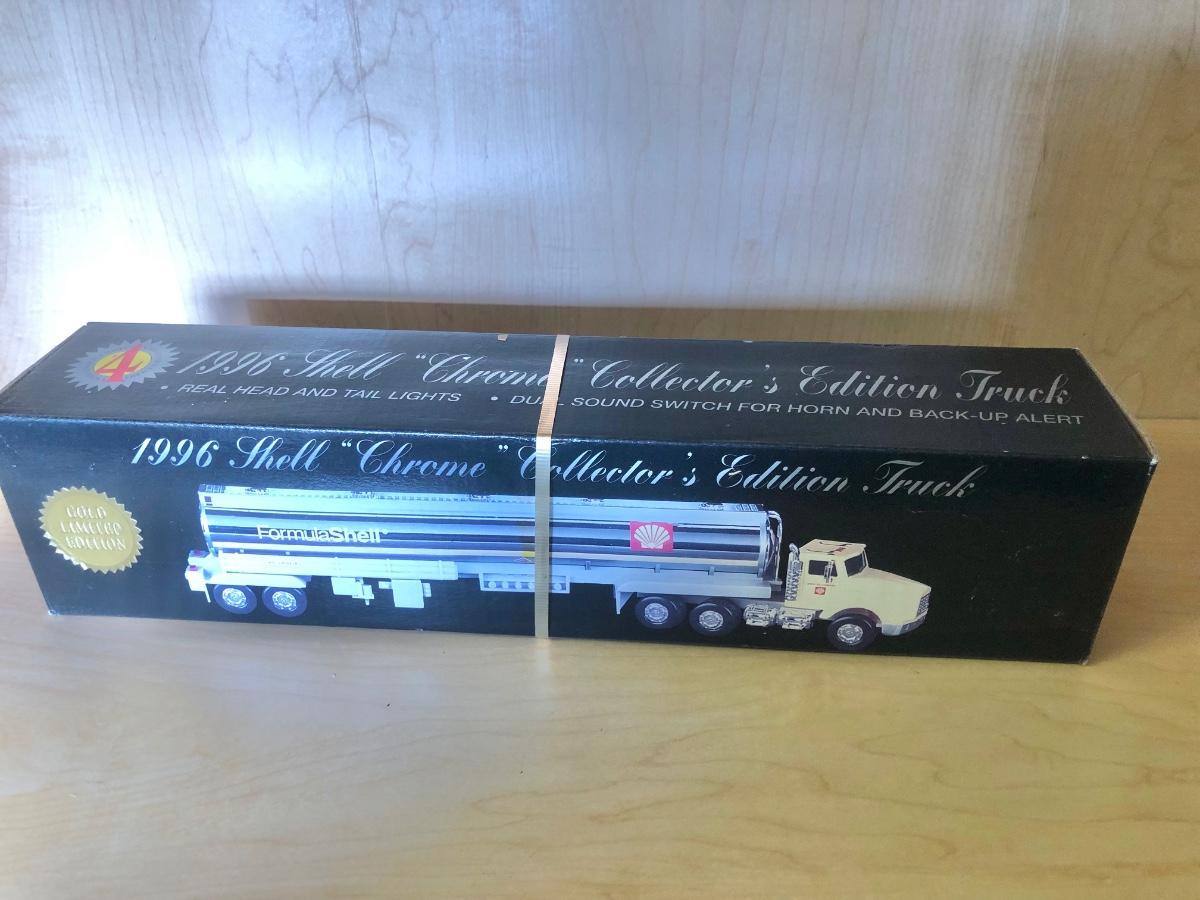 4
1996 Shell “Chrome” Collector's Edition Truck
• REAL HEAD AND TAIL LIGHTS • DUAL SOUND SWITCH FOR HORN AND BACK-UP ALERT
1996 Shell “Chrome” Collector's Edition Truck
GOLD
LIMITED
EDITION
FormulaShell